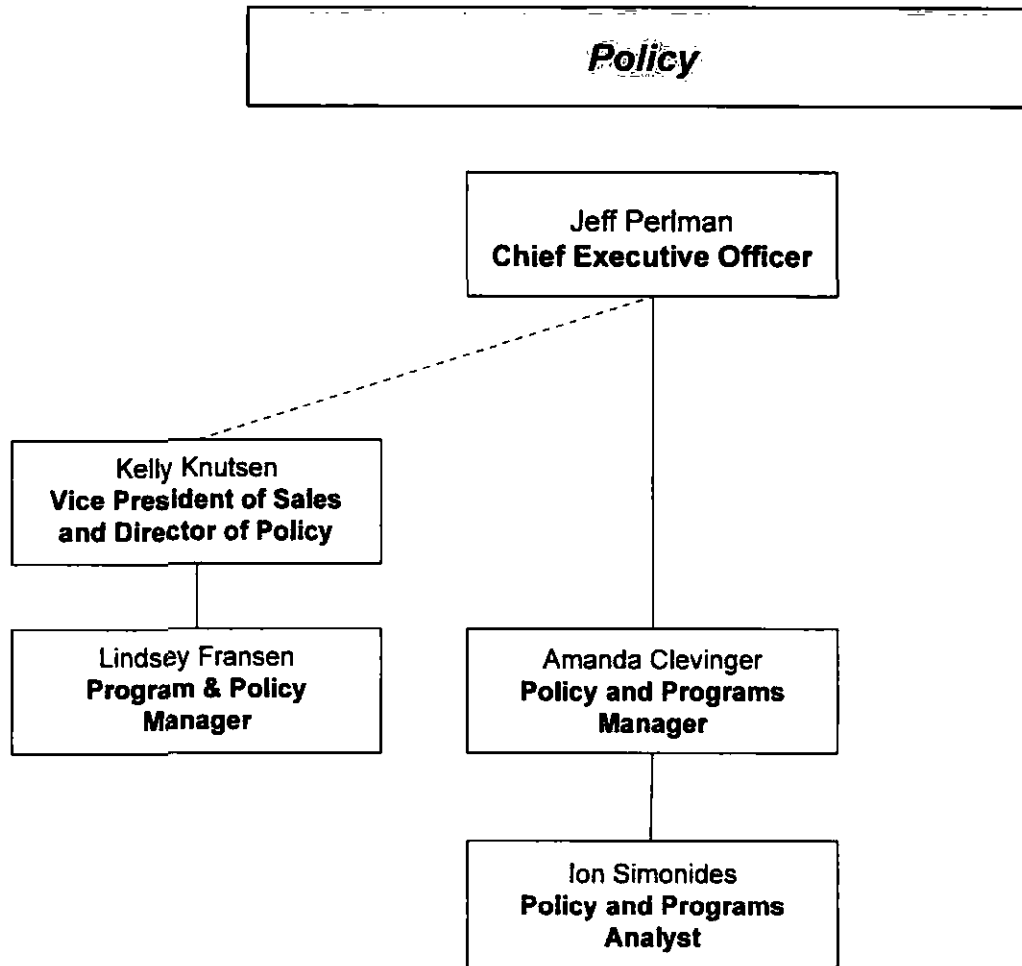 Policy
Jeff Perlman
Chief Executive Officer
Kelly Knutsen
Vice President of Sales
and Director of Policy
Lindsey Fransen
Program & Policy
Manager
Amanda Clevinger
Policy and Programs
Manager
Ion Simonides
Policy and Programs
Analyst